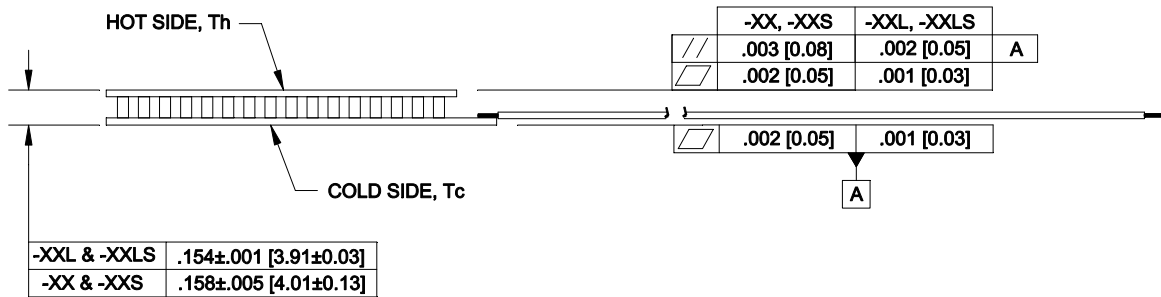 HOT SIDE, Th
-XX, -XXS -XXL, -XXLS
// .003 [0.08] .002 [0.05] A
.002 [0.05] .001 [0.03]
.002 [0.05] .001 [0.03]
A
COLD SIDE, Tc
-XXL & -XXLS .154±.001 [3.91±0.03]
-XX & -XXS .158±.005 [4.01±0.13]